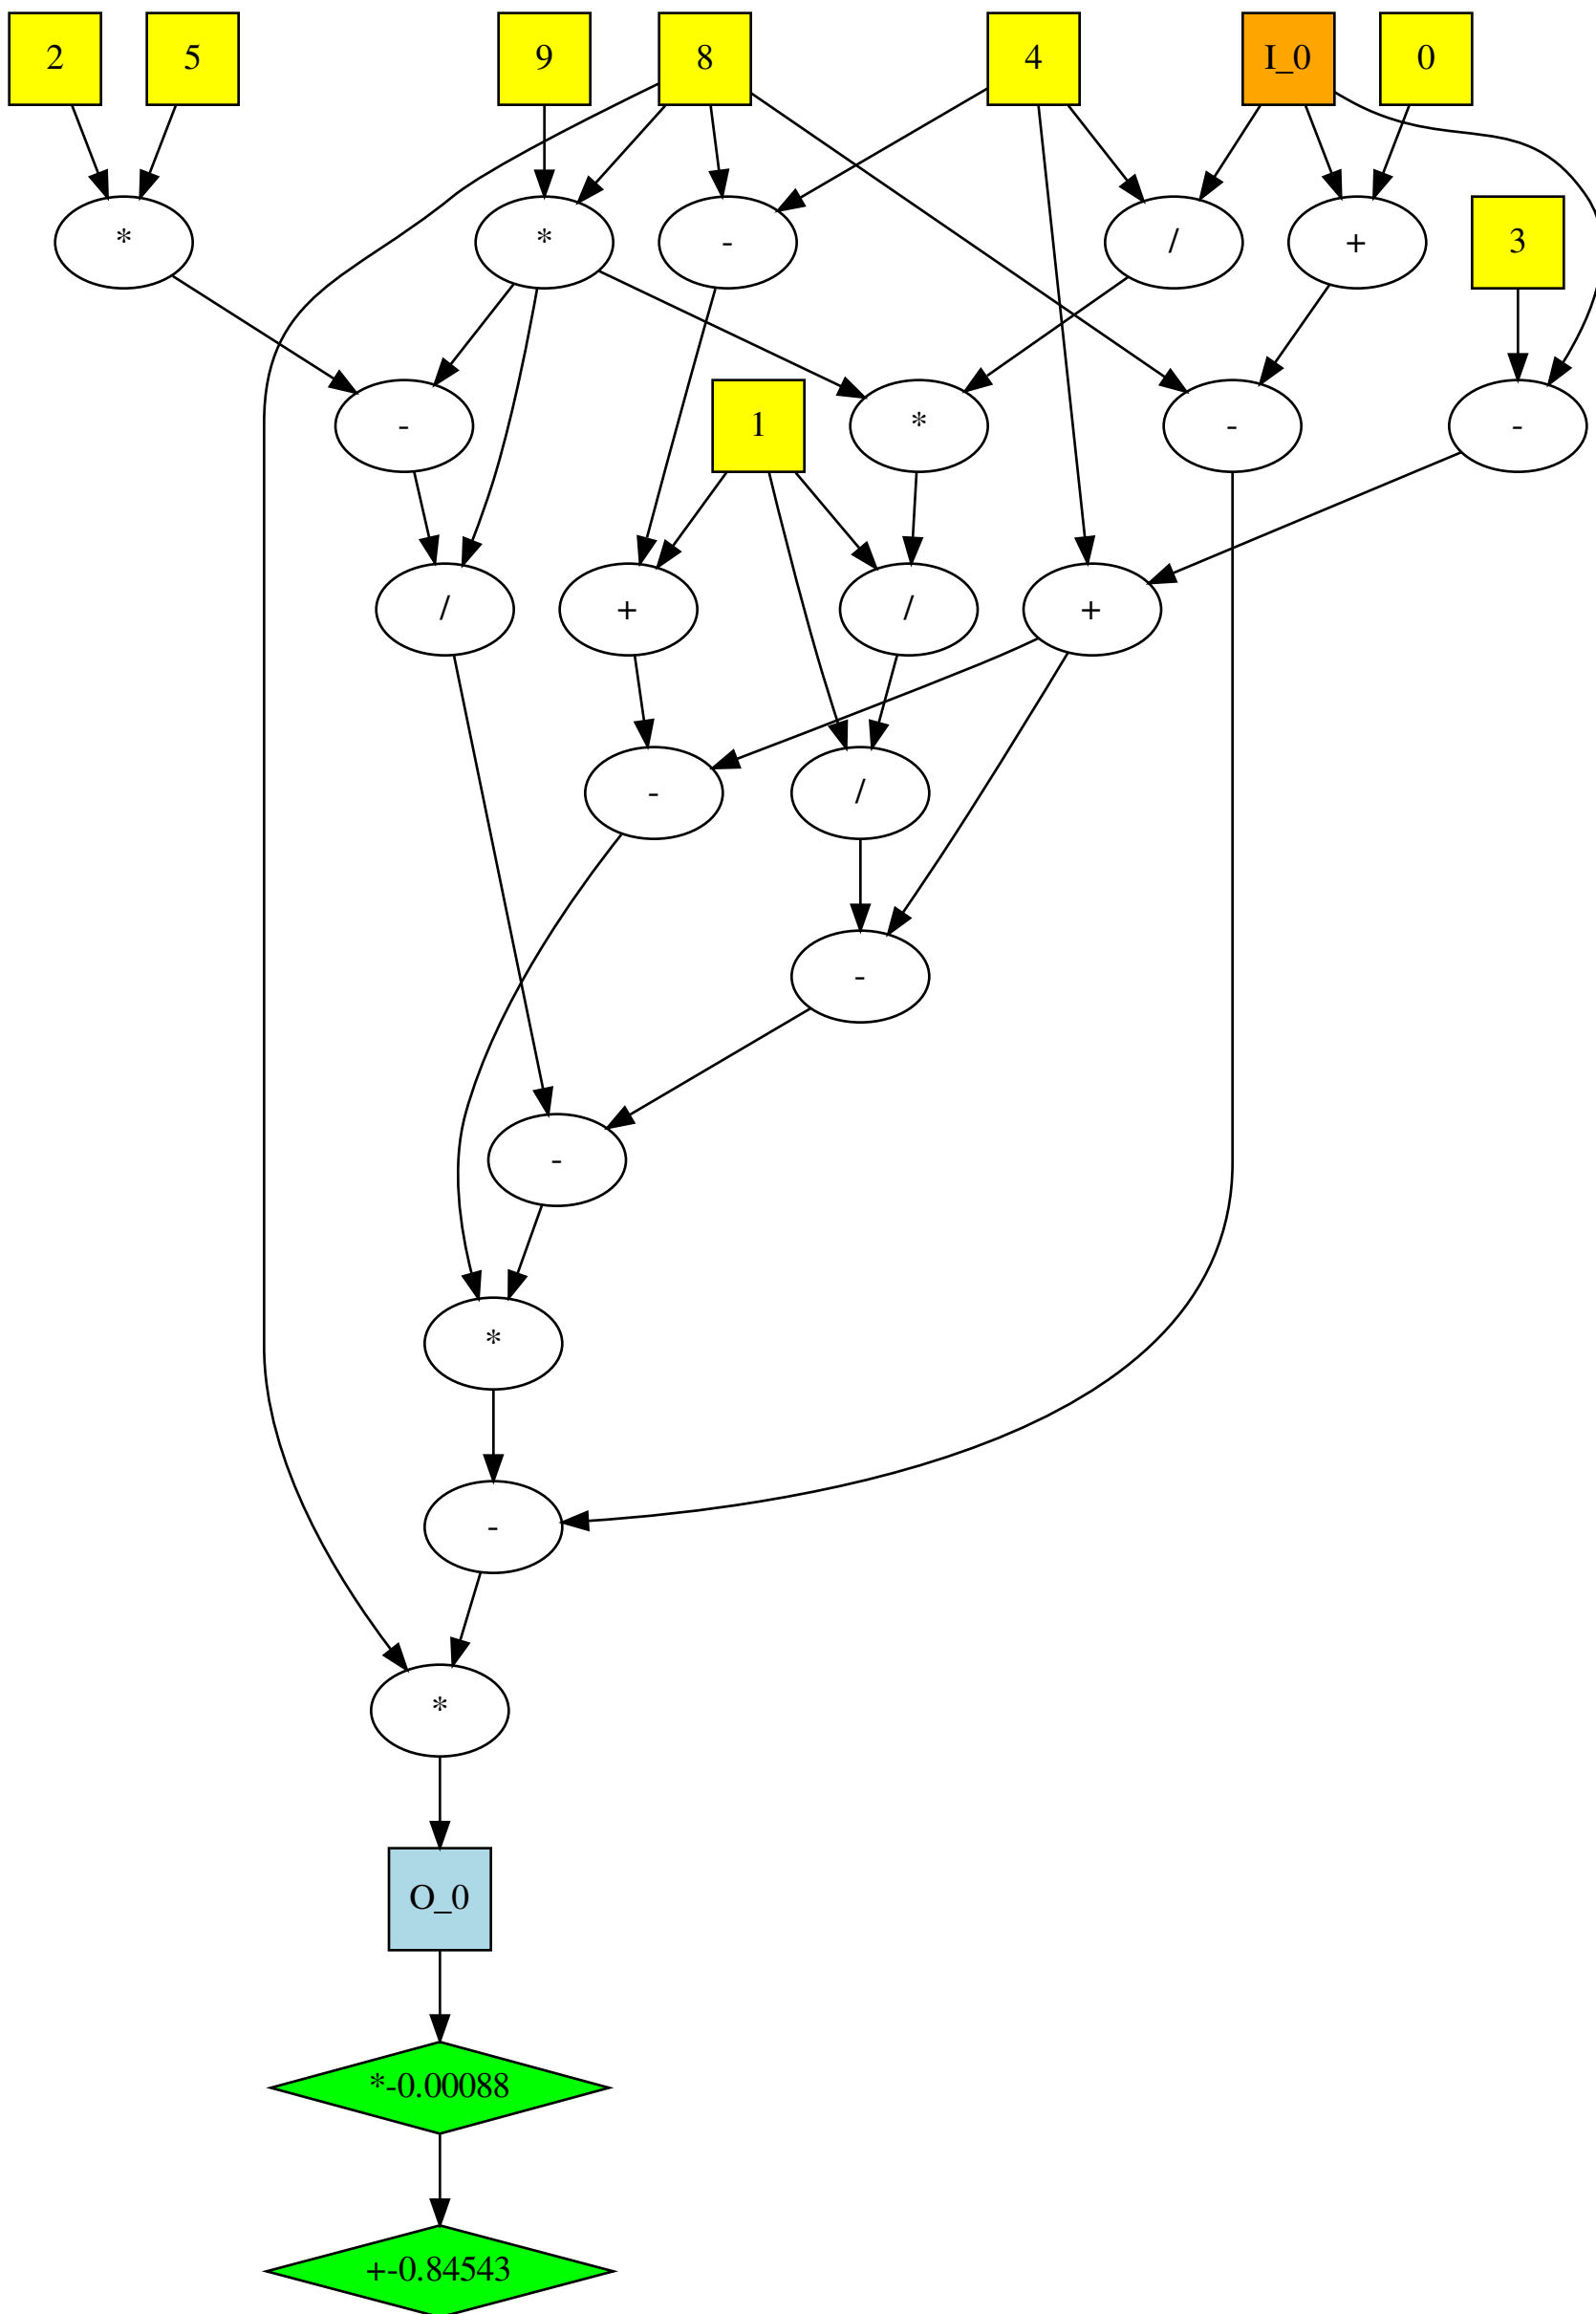 2 5 9 8 4 I_0 0
* * - / + 3
- 1 * - -
/ + / +
- /
-
-
*
-
*
O_0
*-0.00088
+-0.84543